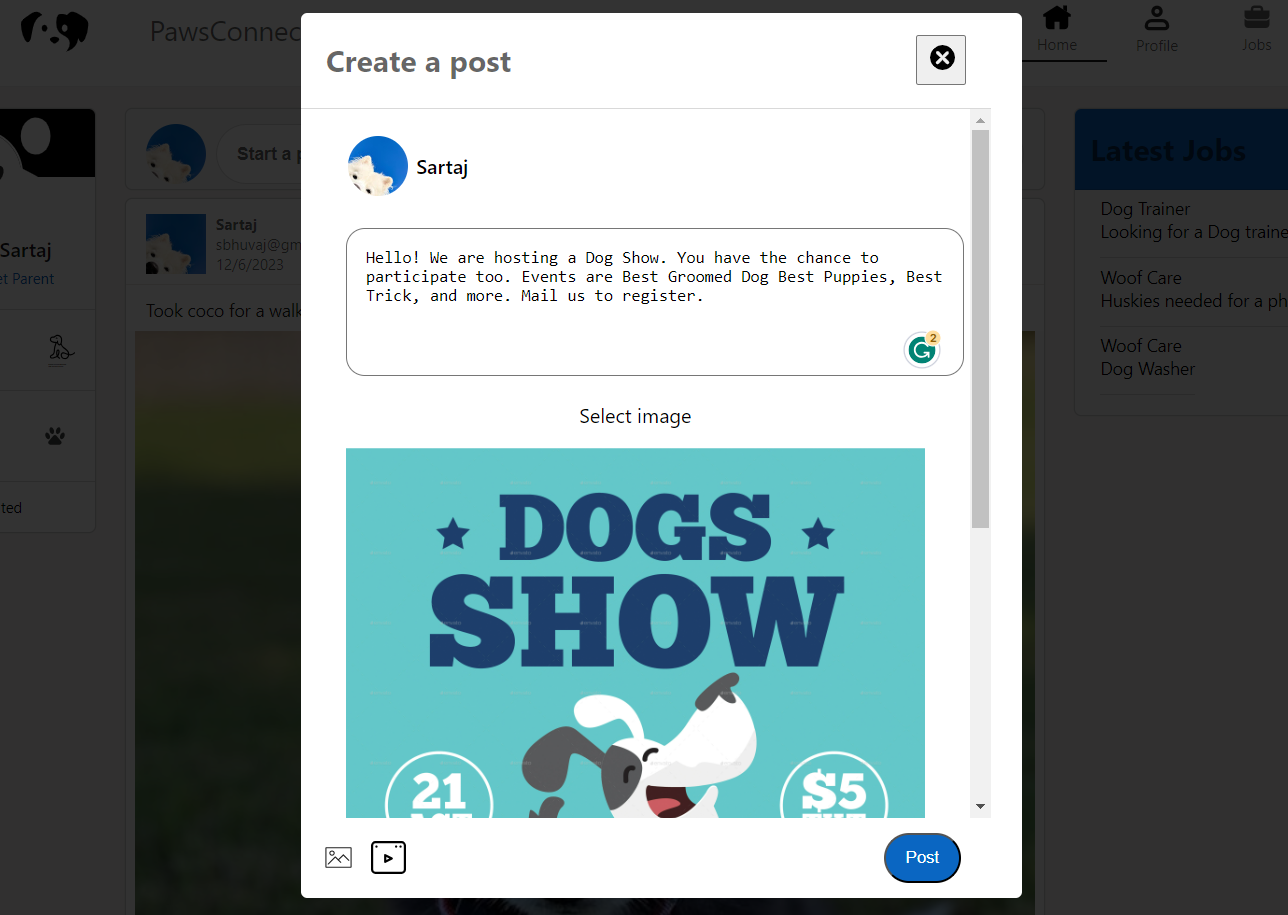 PawsConnec
Home
Profile
Jobs
Create a post
Start a p
Sartaj
sbhuvaj@gm
12/6/2023
Took coco for a walk
Sartaj
et Parent
ted
Sartaj
Hello! We are hosting a Dog Show. You have the chance to
participate too. Events are Best Groomed Dog Best Puppies, Best
Trick, and more. Mail us to register.
2
Select image
DOGS
SHOW
21
$5
Post
Latest Jobs
Dog Trainer
Looking for a Dog traine
Woof Care
Huskies needed for a ph
Woof Care
Dog Washer